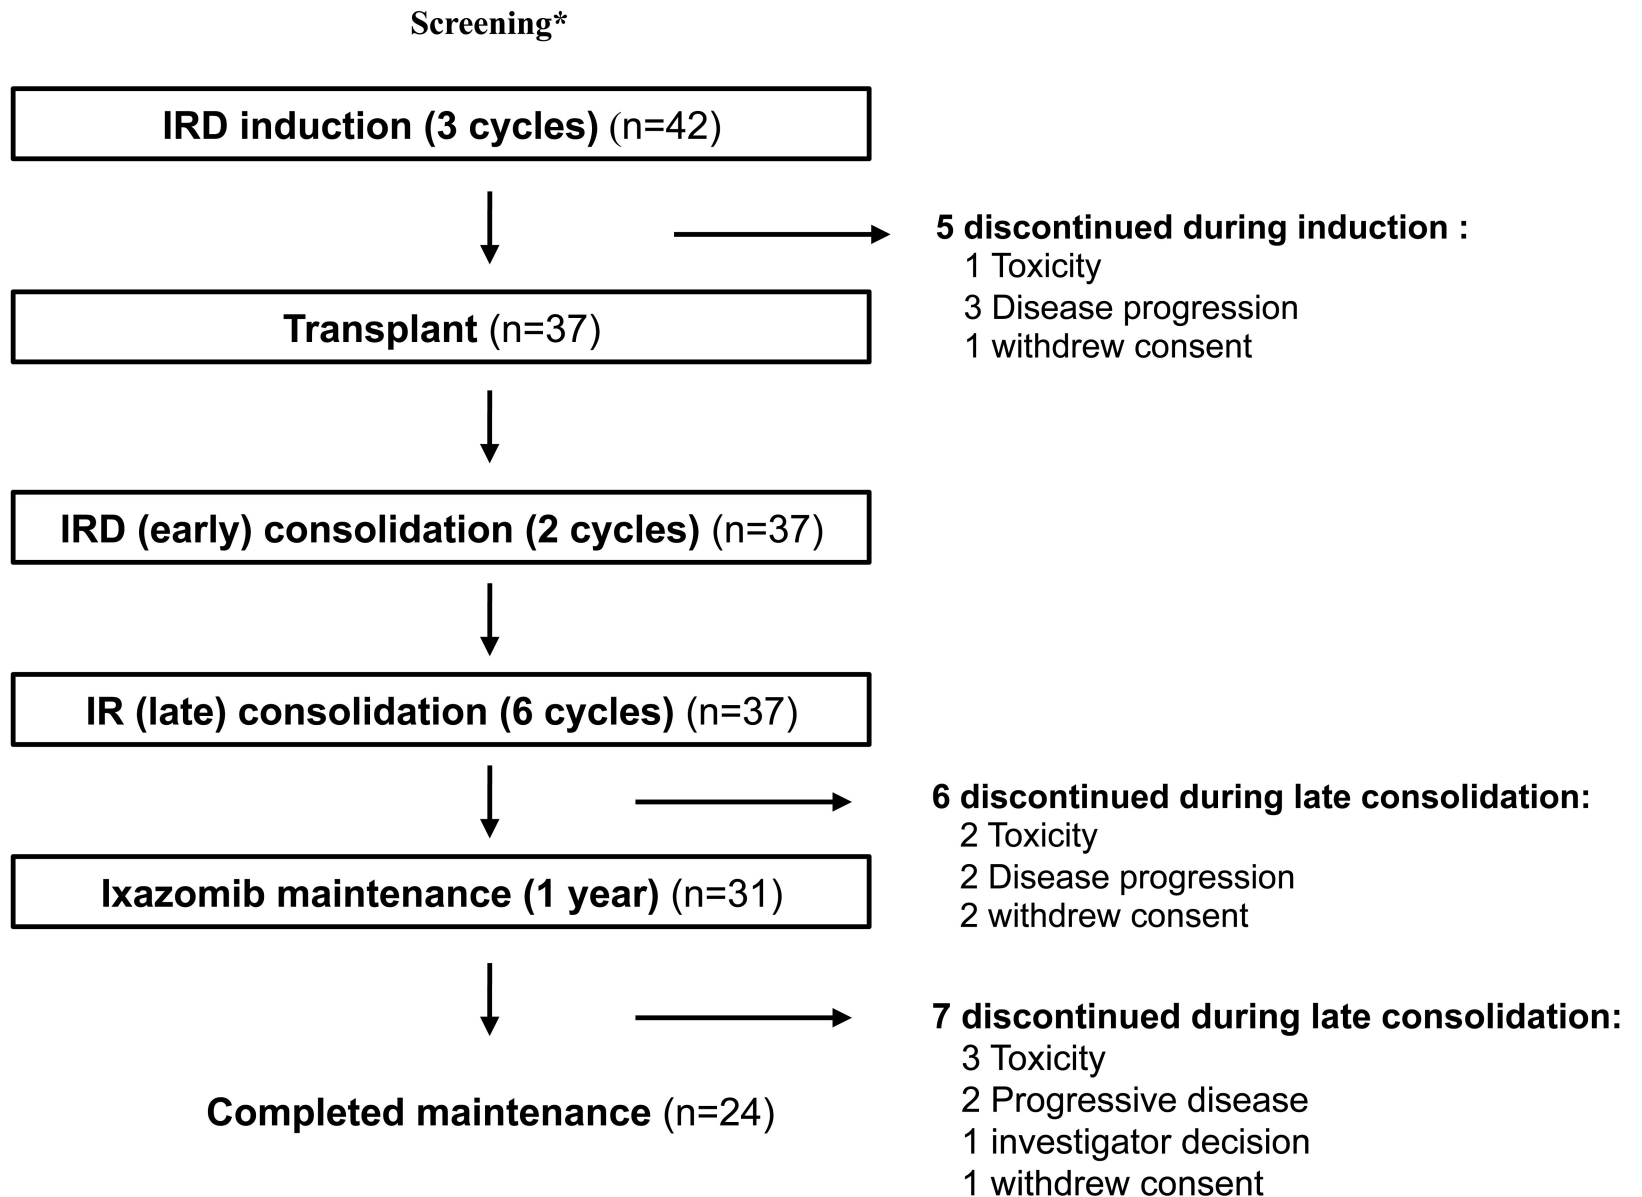 Screening*
IRD induction (3 cycles) (n=42)
5 discontinued during induction :
1 Toxicity
3 Disease progression
1 withdrew consent
Transplant (n=37)
IRD (early) consolidation (2 cycles) (n=37)
IR (late) consolidation (6 cycles) (n=37)
6 discontinued during late consolidation:
2 Toxicity
2 Disease progression
2 withdrew consent
Ixazomib maintenance (1 year) (n=31)
7 discontinued during late consolidation:
3 Toxicity
2 Progressive disease
1 investigator decision
1 withdrew consent
Completed maintenance (n=24)